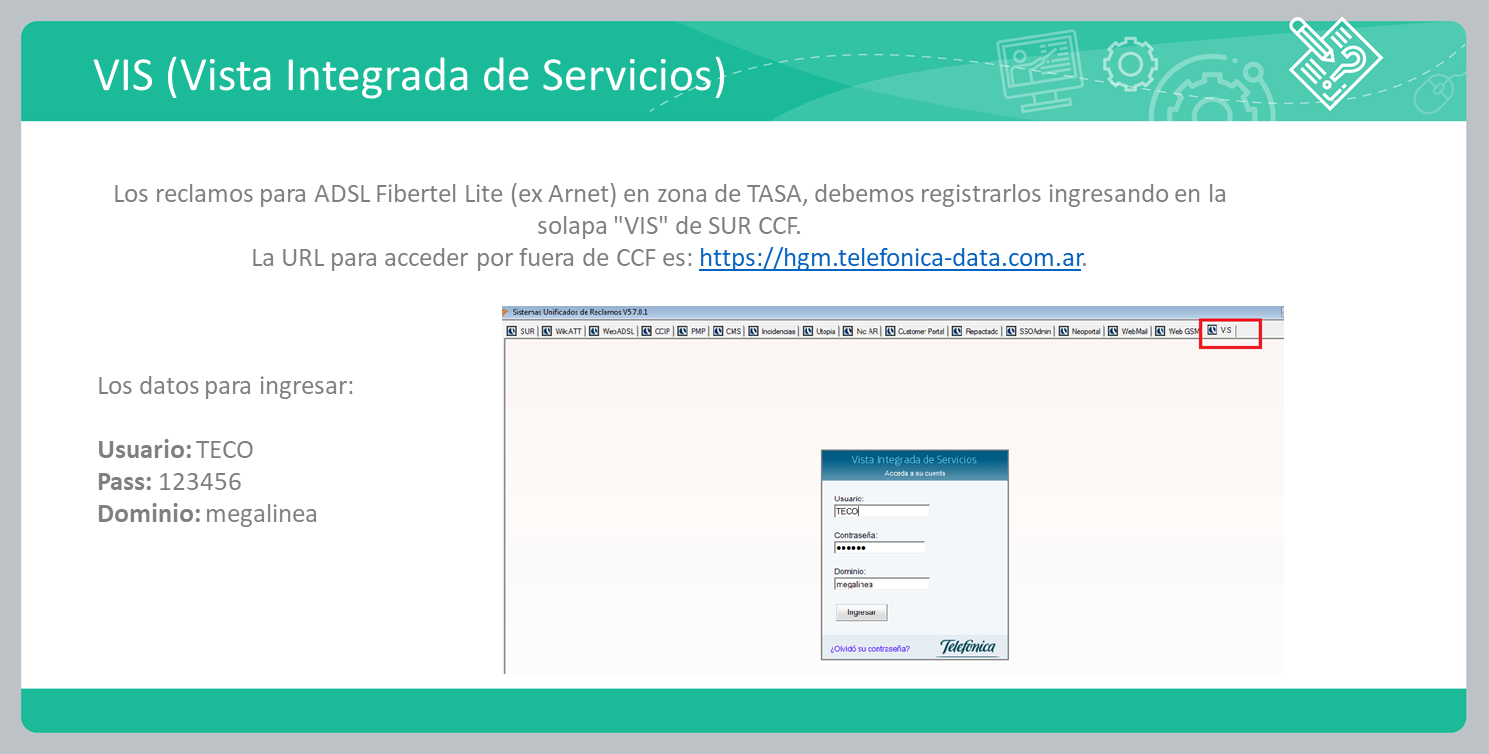 VIS (Vista Integrada de Servicios)
Los reclamos para ADSL Fibertel Lite (ex Arnet) en zona de TASA, debemos registrarlos ingresando en la
solapa "VIS" de SUR CCF.
La URL para acceder por fuera de CCF es: https://hgm.telefonica-data.com.ar.
Los datos para ingresar:
Usuario: TECO
Pass: 123456
Dominio: megalinea
Sistemas Unificados de Reclamos V5.7.0.1
SUR WikATT WebADSL CCIP PMP CMS Incidencias Utopia Nic AR Customer Portal Repactado SSOAdmin Neoportal WebMail Web GSM VIS
Vista Integrada de Servicios
Acceda a su cuenta
Usuario:
TECO
Contraseña:
••••••
Dominio:
megalinea
Ingresar
¿Olvidó su contraseña?
Telefónica